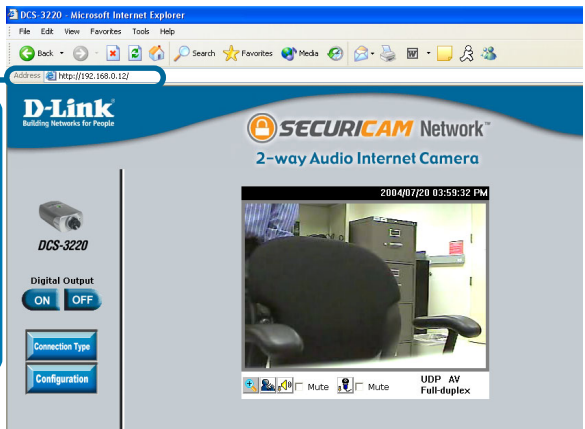 DCS-3220 - Microsoft Internet Explorer
File Edit View Favorites Tools Help
Back Search Favorites Media
Address http://192.168.0.12/
D-Link
Building Networks for People
SECURICAM Network™
2-way Audio Internet Camera
2004/07/20 03:59:32 PM
DCS-3220
Digital Output
ON OFF
Connection Type
Configuration
Mute Mute
UDP AV
Full-duplex